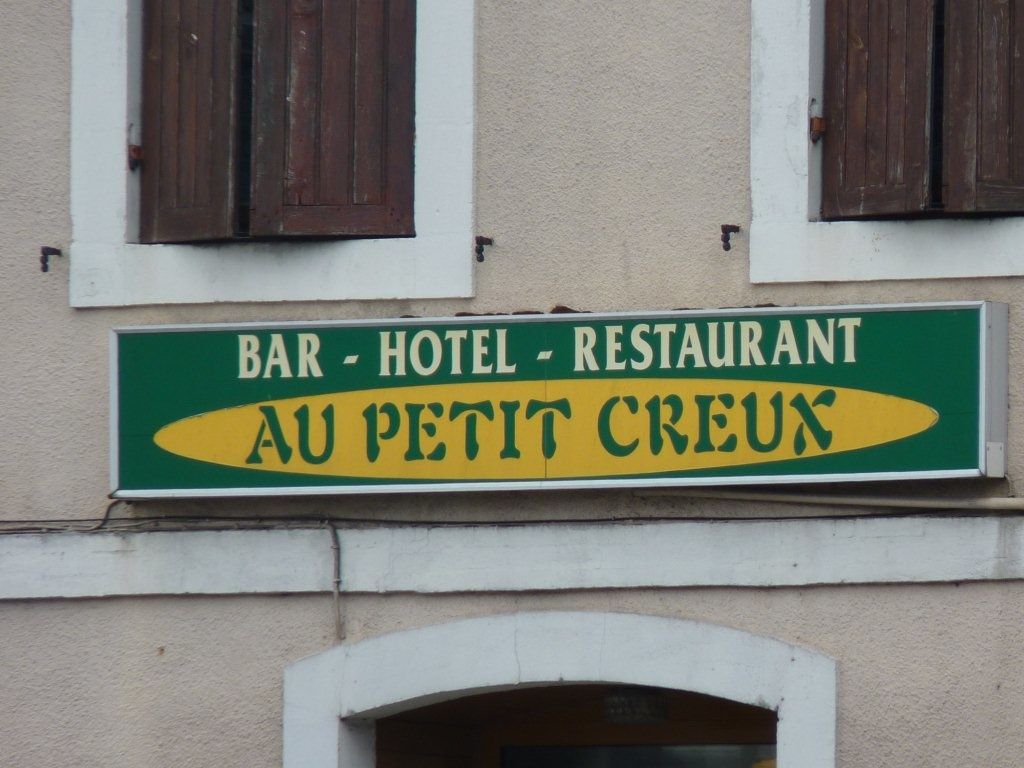 BAR - HOTEL - RESTAURANT
AU PETIT CREUX